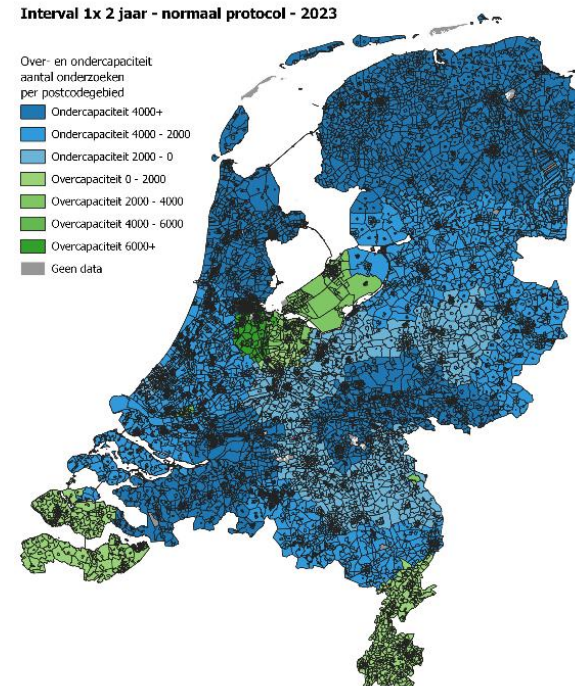 Interval 1x 2 jaar - normaal protocol - 2023
Over- en ondercapaciteit
aantal onderzoeken
per postcodegebied
Ondercapaciteit 4000+
Ondercapaciteit 4000 - 2000
Ondercapaciteit 2000 - 0
Overcapaciteit 0 - 2000
Overcapaciteit 2000 - 4000
Overcapaciteit 4000 - 6000
Overcapaciteit 6000+
Geen data